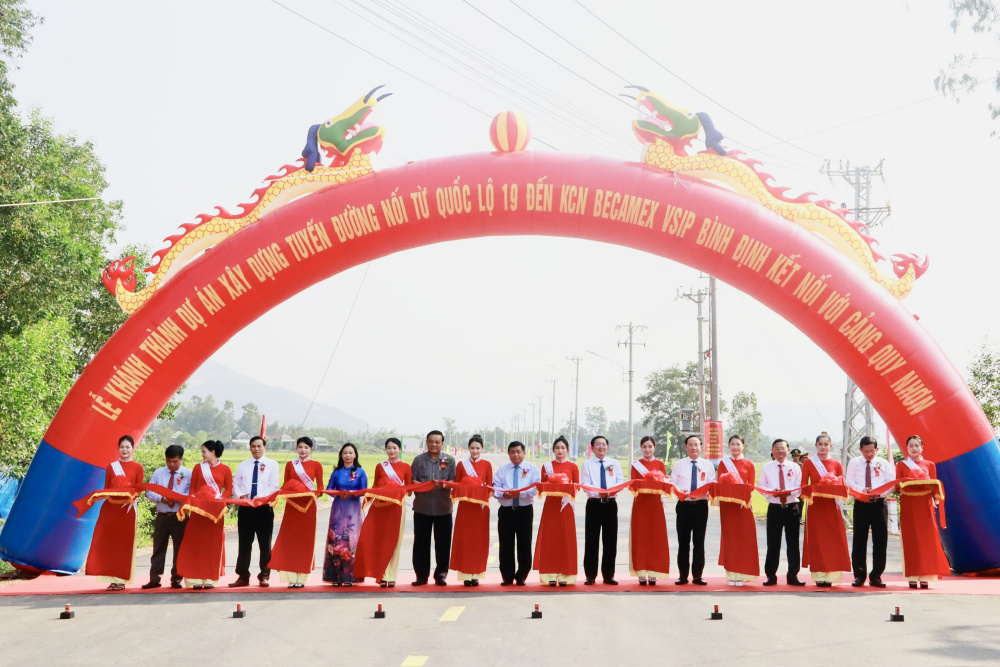 LỄ KHÁNH THÀNH DỰ ÁN XÂY DỰNG TUYẾN ĐƯỜNG NỐI TỪ QUỐC LỘ 19 ĐẾN KCN BECAMEX VSIP BÌNH ĐỊNH KẾT NỐI VỚI CẢNG QUY NHƠN